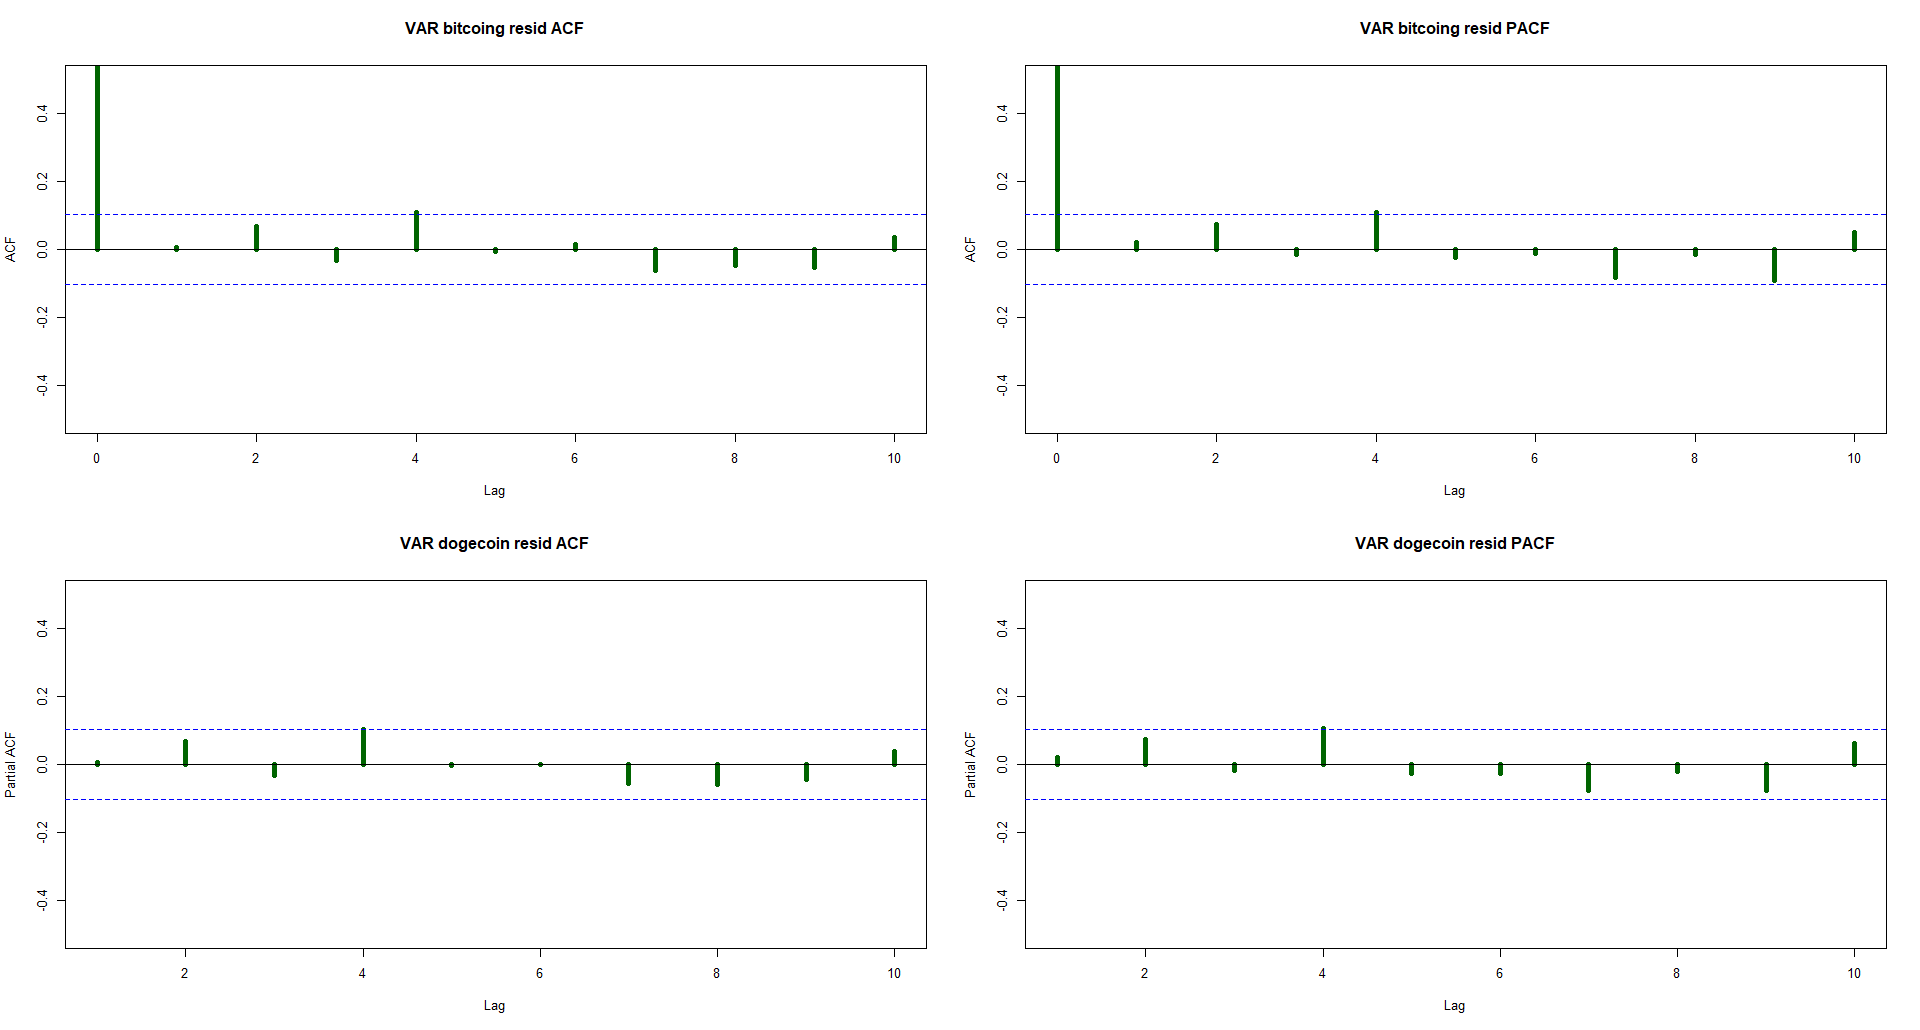 VAR bitcoing resid ACF
ACF
0.4
0.2
0.0
-0.2
-0.4
0 2 4 6 8 10
Lag
VAR bitcoing resid PACF
ACF
0.4
0.2
0.0
-0.2
-0.4
0 2 4 6 8 10
Lag
VAR dogecoin resid ACF
Partial ACF
0.4
0.2
0.0
-0.2
-0.4
2 4 6 8 10
Lag
VAR dogecoin resid PACF
Partial ACF
0.4
0.2
0.0
-0.2
-0.4
2 4 6 8 10
Lag